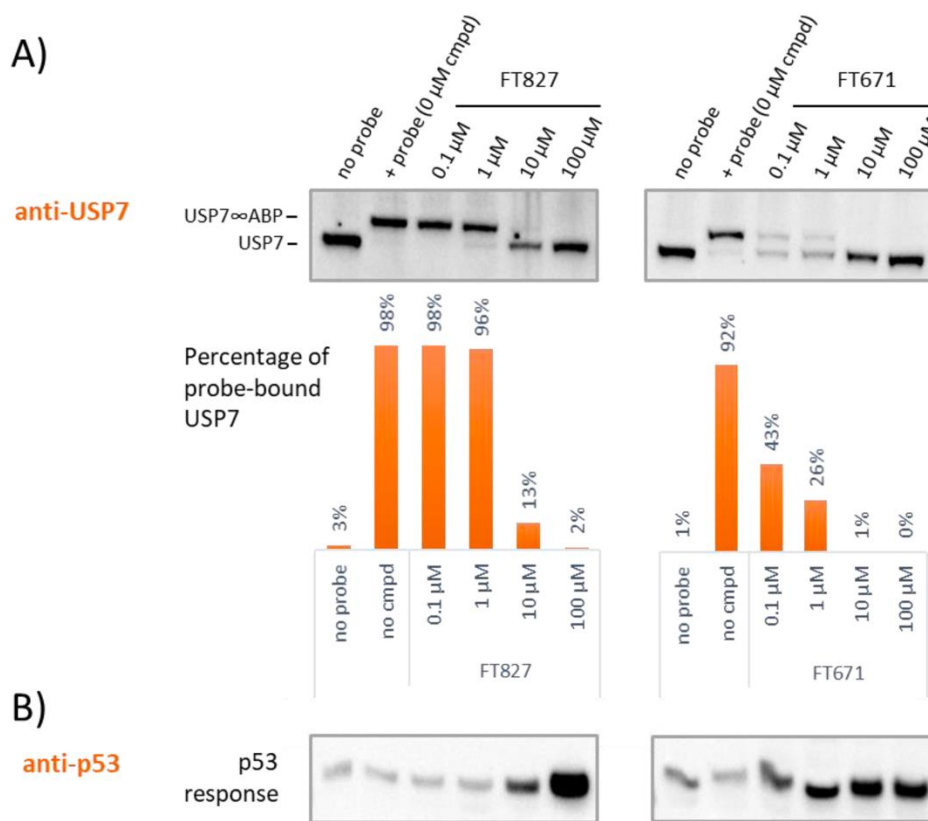 A)
FT827
FT671
no probe
+ probe (0 µM cmpd)
0.1 µM
1 µM
10 µM
100 µM
no probe
+ probe (0 µM cmpd)
0.1 µM
1 µM
10 µM
100 µM
anti-USP7
USP7∞ABP –
USP7 –
Percentage of
probe-bound
USP7
3%
98%
98%
96%
13%
2%
1%
92%
43%
26%
1%
0%
no probe
no cmpd
0.1 µM
1 µM
10 µM
100 µM
FT827
no probe
no cmpd
0.1 µM
1 µM
10 µM
100 µM
FT671
B)
anti-p53
p53
response